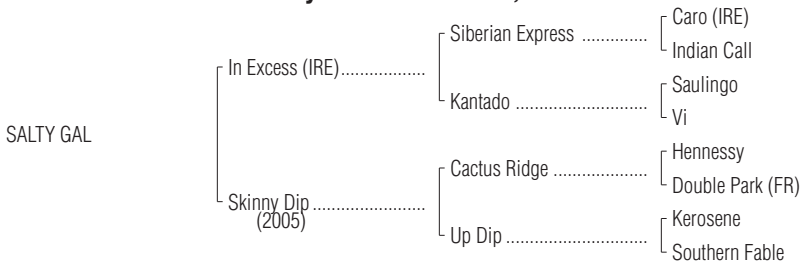 Caro (IRE)
Siberian Express ..............
Indian Call
In Excess (IRE)...................
Saulingo
Kantado ............................
Vi
SALTY GAL
Hennessy
Cactus Ridge ....................
Double Park (FR)
Skinny Dip ........................
(2005)
Kerosene
Up Dip ..............................
Southern Fable